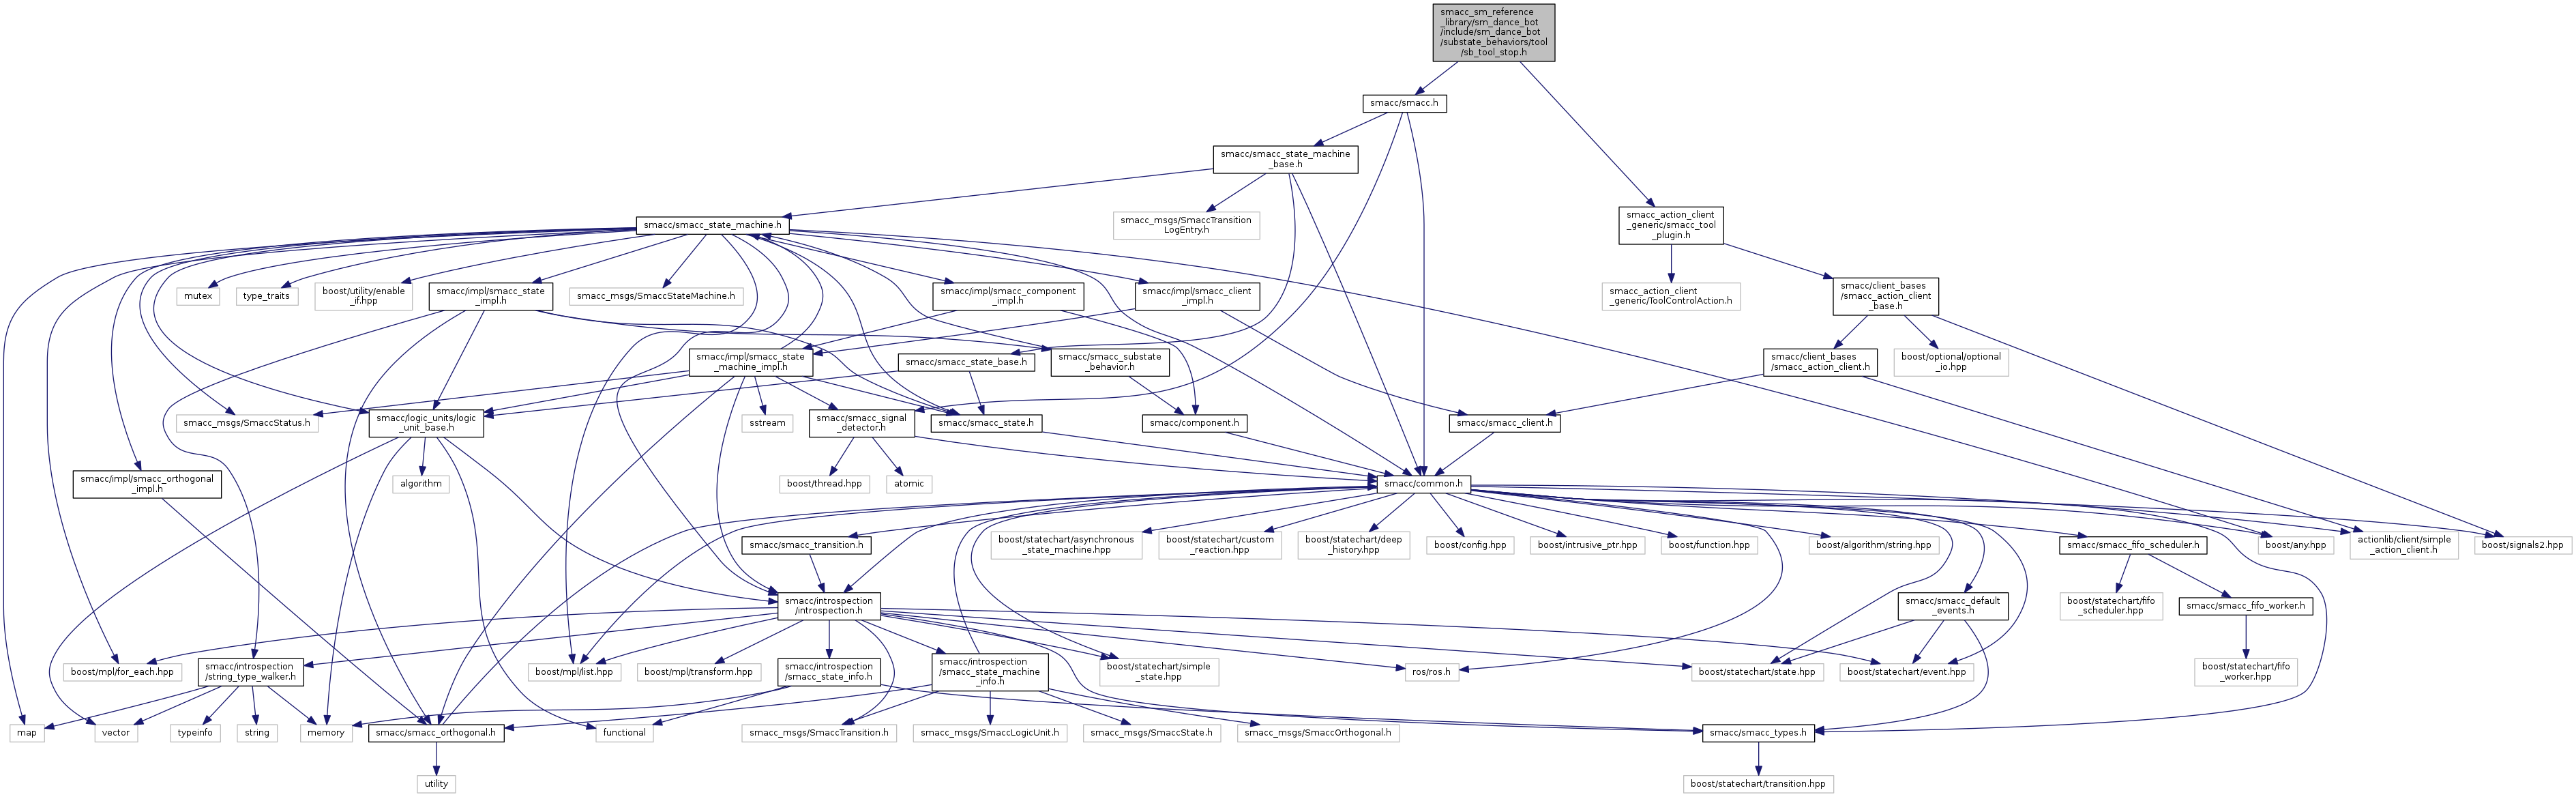 smacc_sm_reference
_library/sm_dance_bot
/include/sm_dance_bot
/substate_behaviors/tool
/sb_tool_stop.h
smacc/smacc.h
smacc/smacc_state_machine
_base.h
smacc_action_client
_generic/smacc_tool
_plugin.h
smacc/smacc_state_machine.h
smacc_msgs/SmaccTransition
LogEntry.h
mutex
type_traits
boost/utility/enable
_if.hpp
smacc/impl/smacc_state
_impl.h
smacc_msgs/SmaccStateMachine.h
smacc/impl/smacc_component
_impl.h
smacc/impl/smacc_client
_impl.h
smacc_action_client
_generic/ToolControlAction.h
smacc/client_bases
/smacc_action_client
_base.h
smacc/impl/smacc_state
_machine_impl.h
smacc/smacc_state_base.h
smacc/smacc_substate
_behavior.h
smacc/client_bases
/smacc_action_client.h
boost/optional/optional
_io.hpp
smacc_msgs/SmaccStatus.h
smacc/logic_units/logic
_unit_base.h
sstream
smacc/smacc_signal
_detector.h
smacc/smacc_state.h
smacc/component.h
smacc/smacc_client.h
smacc/impl/smacc_orthogonal
_impl.h
algorithm
boost/thread.hpp
atomic
smacc/common.h
smacc/smacc_transition.h
boost/statechart/asynchronous
_state_machine.hpp
boost/statechart/custom
_reaction.hpp
boost/statechart/deep
_history.hpp
boost/config.hpp
boost/intrusive_ptr.hpp
boost/function.hpp
boost/algorithm/string.hpp
smacc/smacc_fifo_scheduler.h
boost/any.hpp
actionlib/client/simple
_action_client.h
boost/signals2.hpp
smacc/introspection
/introspection.h
smacc/smacc_default
_events.h
boost/statechart/fifo
_scheduler.hpp
smacc/smacc_fifo_worker.h
boost/mpl/for_each.hpp
smacc/introspection
/string_type_walker.h
boost/mpl/list.hpp
boost/mpl/transform.hpp
smacc/introspection
/smacc_state_info.h
smacc/introspection
/smacc_state_machine
_info.h
boost/statechart/simple
_state.hpp
ros/ros.h
boost/statechart/state.hpp
boost/statechart/event.hpp
boost/statechart/fifo
_worker.hpp
map
vector
typeinfo
string
memory
smacc/smacc_orthogonal.h
functional
smacc_msgs/SmaccTransition.h
smacc_msgs/SmaccLogicUnit.h
smacc_msgs/SmaccState.h
smacc_msgs/SmaccOrthogonal.h
smacc/smacc_types.h
utility
boost/statechart/transition.hpp